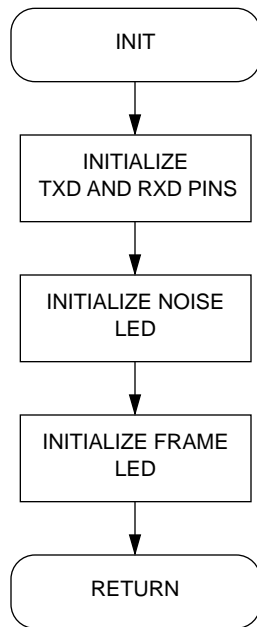 INIT
INITIALIZE
TXD AND RXD PINS
INITIALIZE NOISE
LED
INITIALIZE FRAME
LED
RETURN